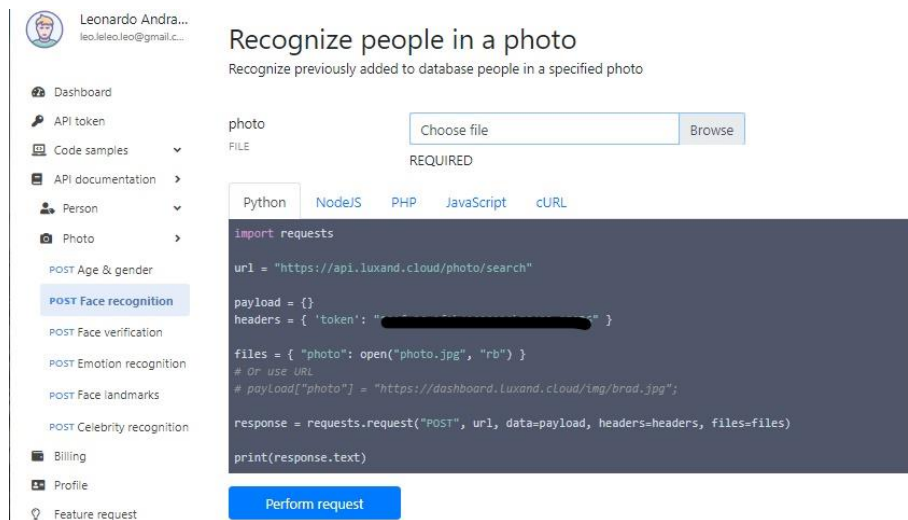 Leonardo Andra...
leo.leleo.leo@gmail.c...
Dashboard
API token
Code samples
API documentation
Person
Photo
POST Age & gender
POST Face recognition
POST Face verification
POST Emotion recognition
POST Face landmarks
POST Celebrity recognition
Billing
Profile
Feature request
Recognize people in a photo
Recognize previously added to database people in a specified photo
photo
FILE
Choose file Browse
REQUIRED
Python NodeJS PHP JavaScript cURL
import requests
url = "https://api.luxand.cloud/photo/search"
payload = {}
headers = { 'token': " " }
files = { "photo": open("photo.jpg", "rb") }
# Or use URL
# payload["photo"] = "https://dashboard.luxand.cloud/img/brad.jpg";
response = requests.request("POST", url, data=payload, headers=headers, files=files)
print(response.text)
Perform request